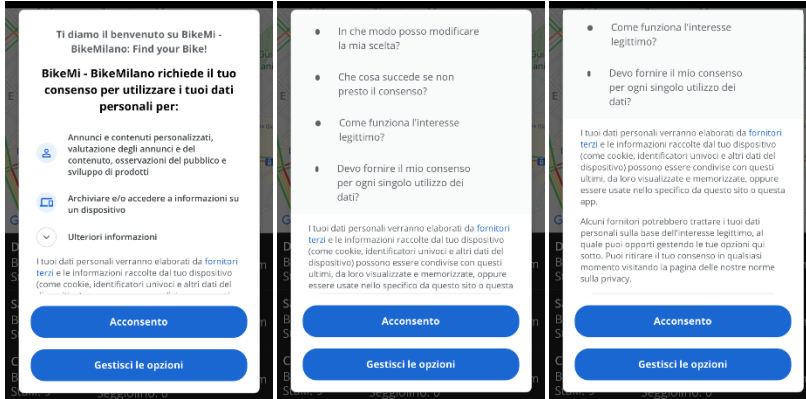 Ti diamo il benvenuto su BikeMi -
BikeMilano: Find your Bike!
BikeMi - BikeMilano richiede il tuo
consenso per utilizzare i tuoi dati
personali per:
Annunci e contenuti personalizzati,
valutazione degli annunci e del
contenuto, osservazioni del pubblico e
sviluppo di prodotti
Archiviare e/o accedere a informazioni su
un dispositivo
Ulteriori informazioni
I tuoi dati personali verranno elaborati da fornitori
terzi e le informazioni raccolte dal tuo dispositivo
(come cookie, identificatori univoci e altri dati del
Acconsento
Gestisci le opzioni
In che modo posso modificare
la mia scelta?
Che cosa succede se non
presto il consenso?
Come funziona l'interesse
legittimo?
Devo fornire il mio consenso
per ogni singolo utilizzo dei
dati?
I tuoi dati personali verranno elaborati da fornitori
terzi e le informazioni raccolte dal tuo dispositivo
(come cookie, identificatori univoci e altri dati del
dispositivo) possono essere condivise con questi
ultimi, da loro visualizzate e memorizzate, oppure
essere usate nello specifico da questo sito o questa
Acconsento
Gestisci le opzioni
Come funziona l'interesse
legittimo?
Devo fornire il mio consenso
per ogni singolo utilizzo dei
dati?
I tuoi dati personali verranno elaborati da fornitori
terzi e le informazioni raccolte dal tuo dispositivo
(come cookie, identificatori univoci e altri dati del
dispositivo) possono essere condivise con questi
ultimi, da loro visualizzate e memorizzate, oppure
essere usate nello specifico da questo sito o questa
app.
Alcuni fornitori potrebbero trattare i tuoi dati
personali sulla base dell'interesse legittimo, al
quale puoi opporti gestendo le tue opzioni qui
sotto. Puoi ritirare il tuo consenso in qualsiasi
momento visitando la pagina delle nostre norme
sulla privacy.
Acconsento
Gestisci le opzioni